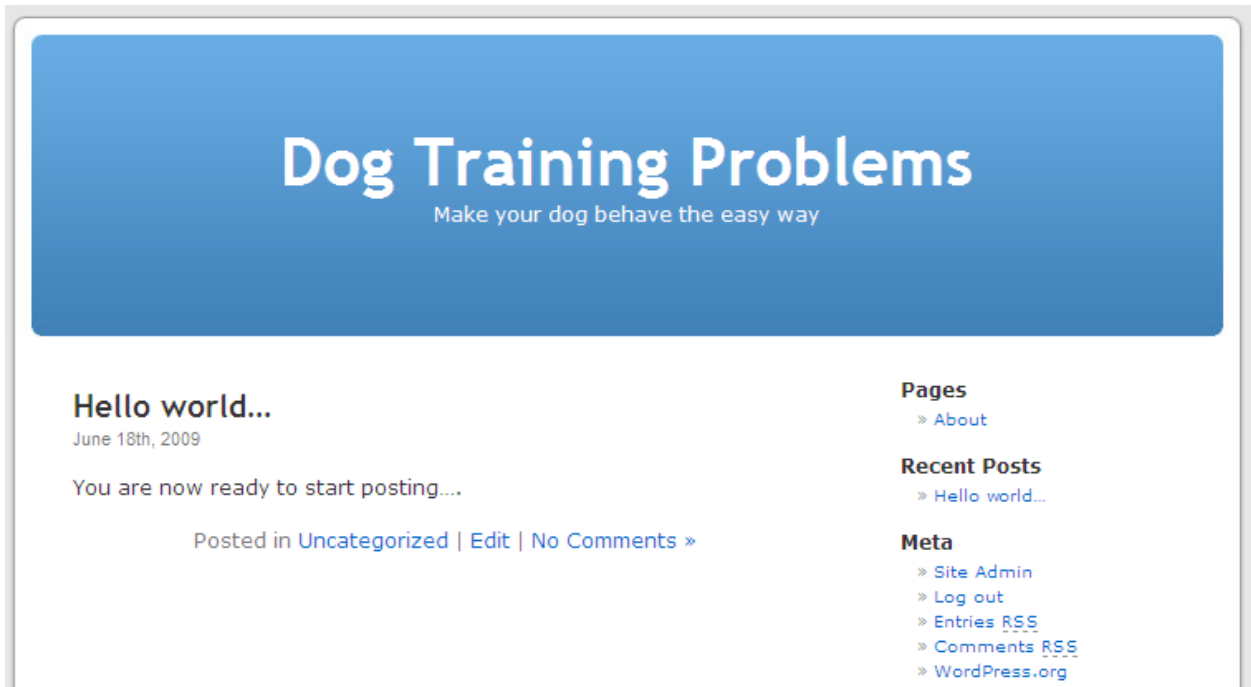 Dog Training Problems
Make your dog behave the easy way
Hello world...
June 18th, 2009
You are now ready to start posting....
Posted in Uncategorized | Edit | No Comments »
Pages
» About
Recent Posts
» Hello world...
Meta
» Site Admin
» Log out
» Entries RSS
» Comments RSS
» WordPress.org